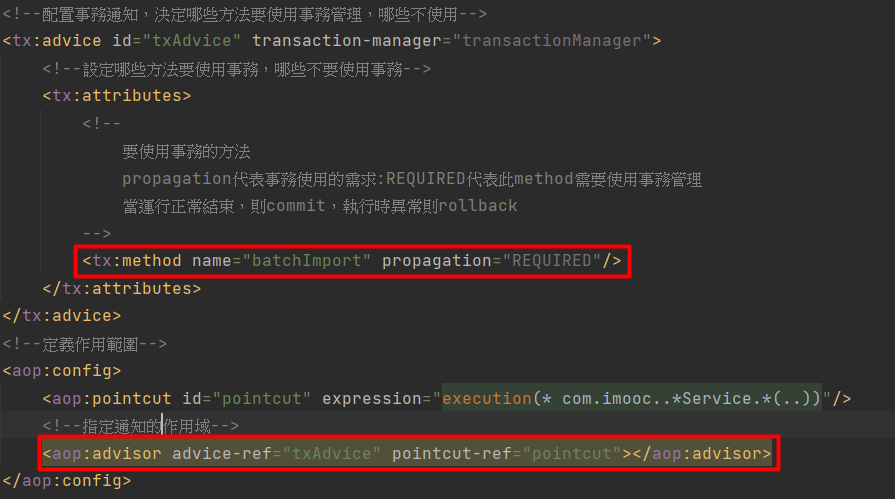 <!--配置事務通知，決定哪些方法要使用事務管理，哪些不使用-->
<tx:advice id="txAdvice" transaction-manager="transactionManager">
<!--設定哪些方法要使用事務，哪些不要使用事務-->
<tx:attributes>
<!--
要使用事務的方法
propagation代表事務使用的需求:REQUIRED代表此method需要使用事務管理
當運行正常結束，則commit，執行時異常則rollback
-->
<tx:method name="batchImport" propagation="REQUIRED"/>
</tx:attributes>
</tx:advice>
<!--定義作用範圍-->
<aop:config>
<aop:pointcut id="pointcut" expression="execution(* com.imooc..*Service.*(..))"/>
<!--指定通知的作用域-->
<aop:advisor advice-ref="txAdvice" pointcut-ref="pointcut"></aop:advisor>
</aop:config>